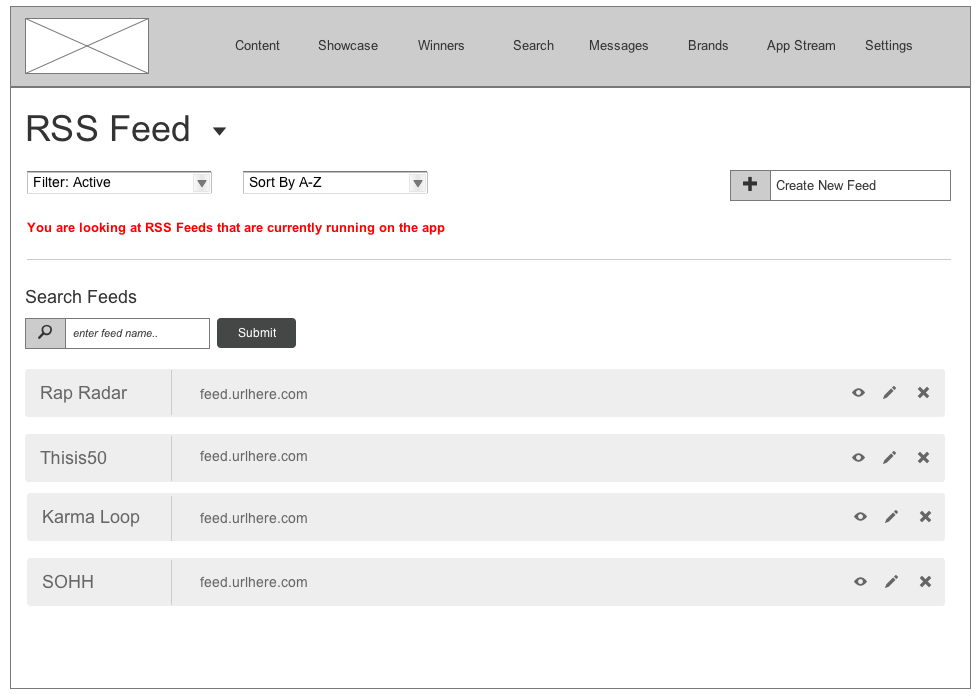 Content Showcase Winners Search Messages Brands App Stream Settings
RSS Feed
Filter: Active Sort By A-Z Create New Feed
You are looking at RSS Feeds that are currently running on the app
Search Feeds
enter feed name.. Submit
Rap Radar feed.urlhere.com
Thisis50 feed.urlhere.com
Karma Loop feed.urlhere.com
SOHH feed.urlhere.com